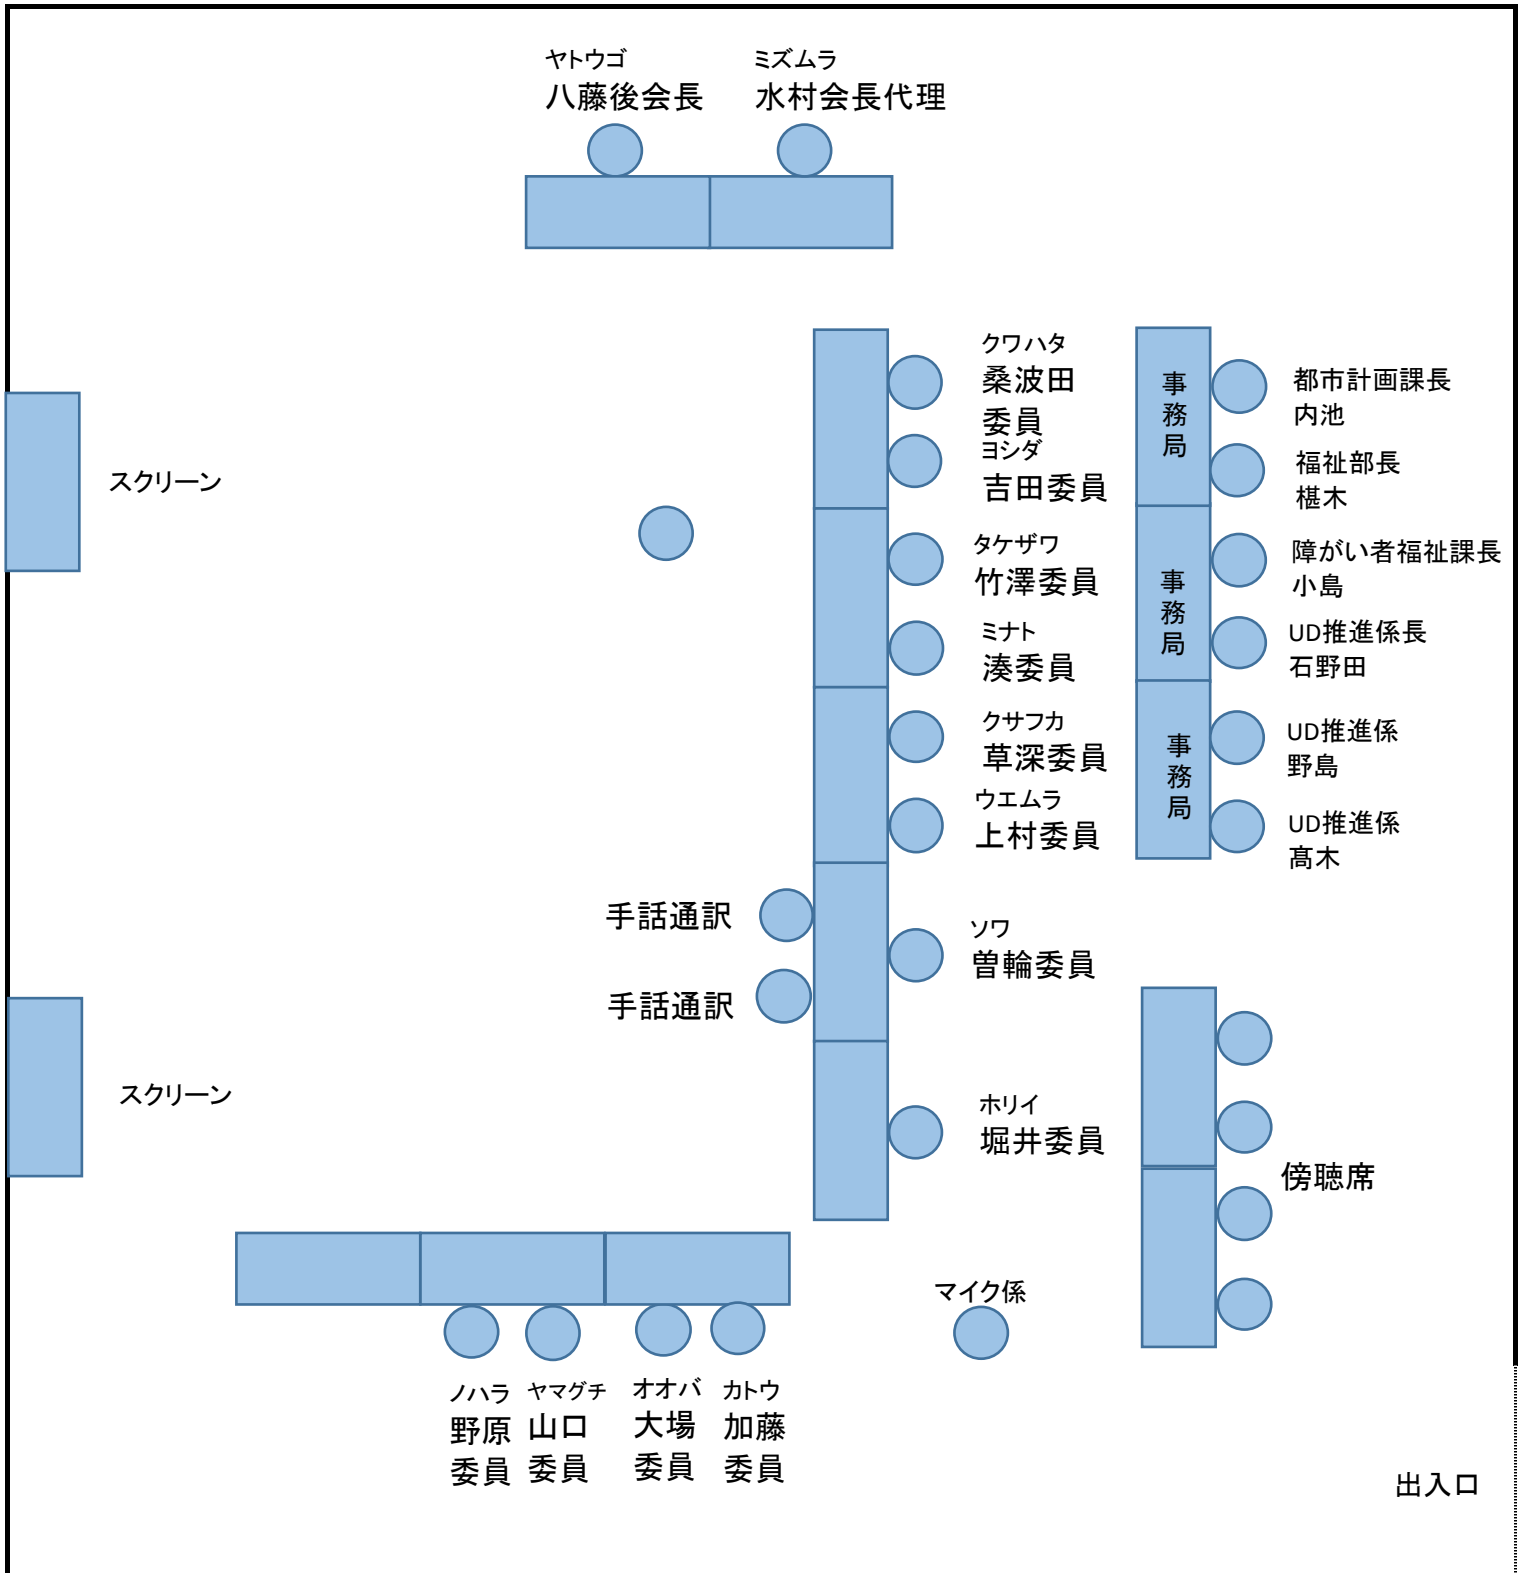 ヤトウゴ
八藤後会長
ミズムラ
水村会長代理
クワハタ
桑波田
委員
ヨシダ
吉田委員
タケザワ
竹澤委員
ミナト
湊委員
クサフカ
草深委員
ウエムラ
上村委員
ソワ
曽輪委員
ホリイ
堀井委員
事務局
事務局
事務局
都市計画課長
内池
福祉部長
椹木
障がい者福祉課長
小島
UD推進係長
石野田
UD推進係
野島
UD推進係
髙木
スクリーン
スクリーン
手話通訳
手話通訳
傍聴席
マイク係
ノハラ
野原
委員
ヤマグチ
山口
委員
オオバ
大場
委員
カトウ
加藤
委員
出入口